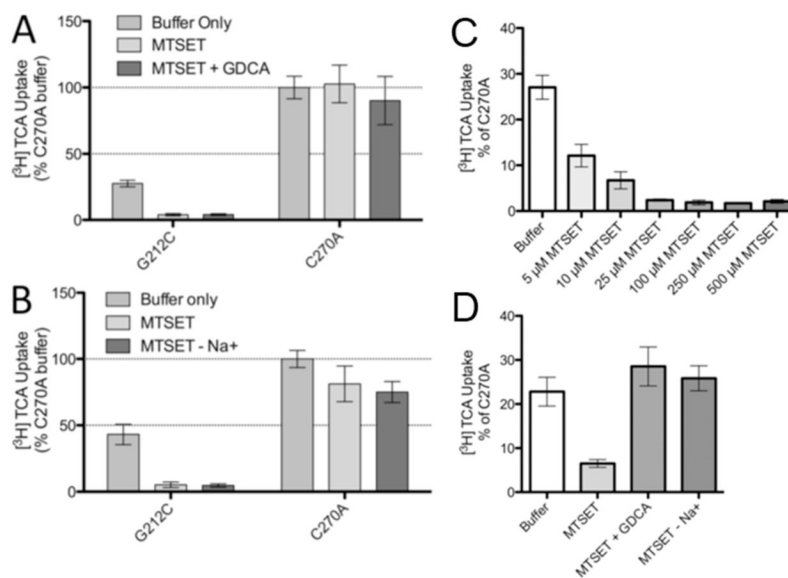 A
Buffer Only
MTSET
MTSET + GDCA
[³H] TCA Uptake
(% C270A buffer)
150
100
50
0
G212C
C270A
B
Buffer only
MTSET
MTSET - Na+
[³H] TCA Uptake
(% C270A buffer)
150
100
50
0
G212C
C270A
C
[³H] TCA Uptake
% of C270A
40
30
20
10
0
Buffer
5 µM MTSET
10 µM MTSET
25 µM MTSET
100 µM MTSET
250 µM MTSET
500 µM MTSET
D
[³H] TCA Uptake
% of C270A
40
30
20
10
0
Buffer
MTSET
MTSET + GDCA
MTSET - Na+